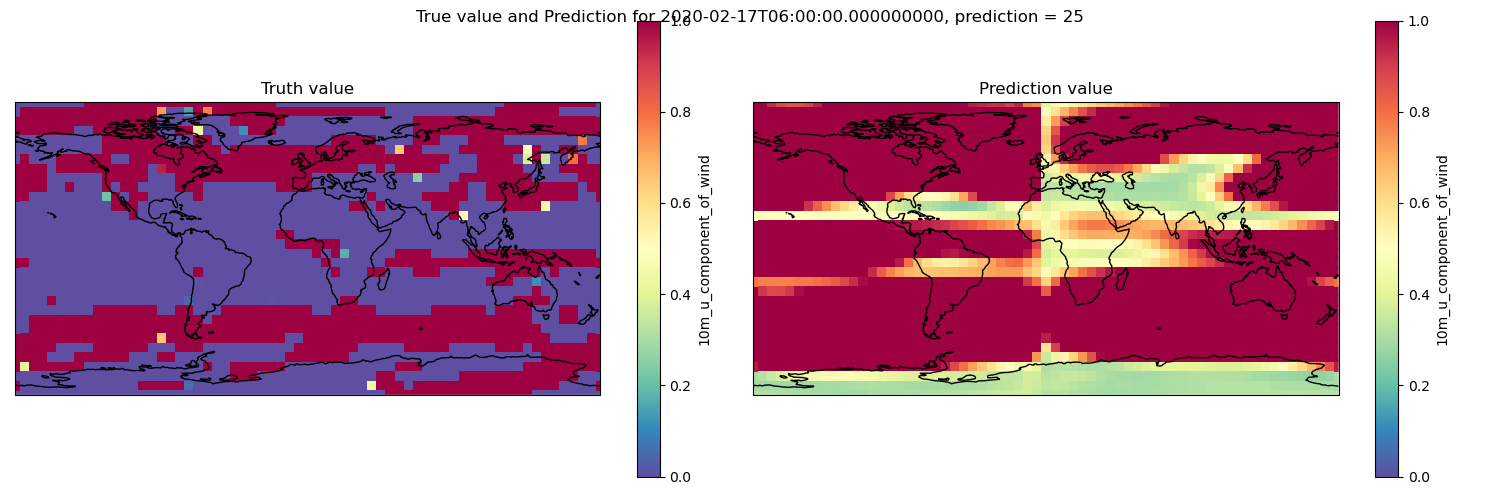 True value and Prediction for 2020-02-17T06:00:00.000000000, prediction = 25
Truth value
1.0
0.8
0.6
0.4
0.2
0.0
10m_u_component_of_wind
Prediction value
1.0
0.8
0.6
0.4
0.2
0.0
10m_u_component_of_wind